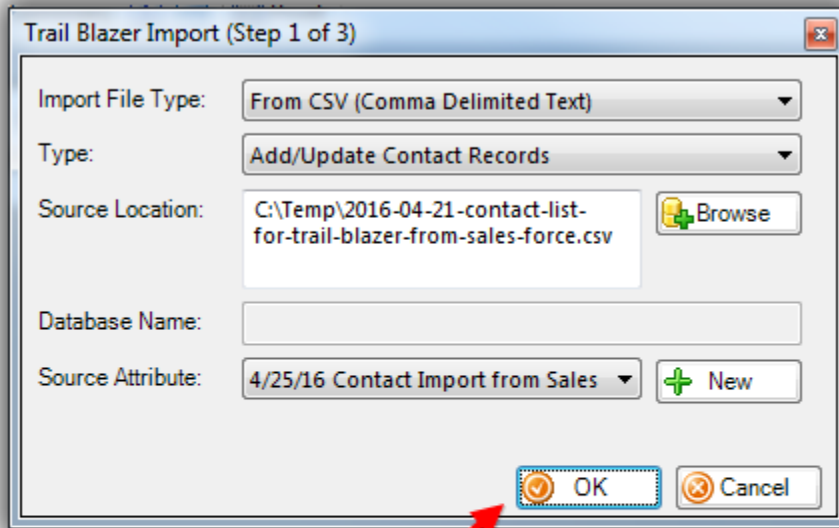 Trail Blazer Import (Step 1 of 3)
Import File Type: From CSV (Comma Delimited Text)
Type: Add/Update Contact Records
Source Location: C:\Temp\2016-04-21-contact-list-
for-trail-blazer-from-sales-force.csv
Browse
Database Name:
Source Attribute: 4/25/16 Contact Import from Sales
New
OK Cancel